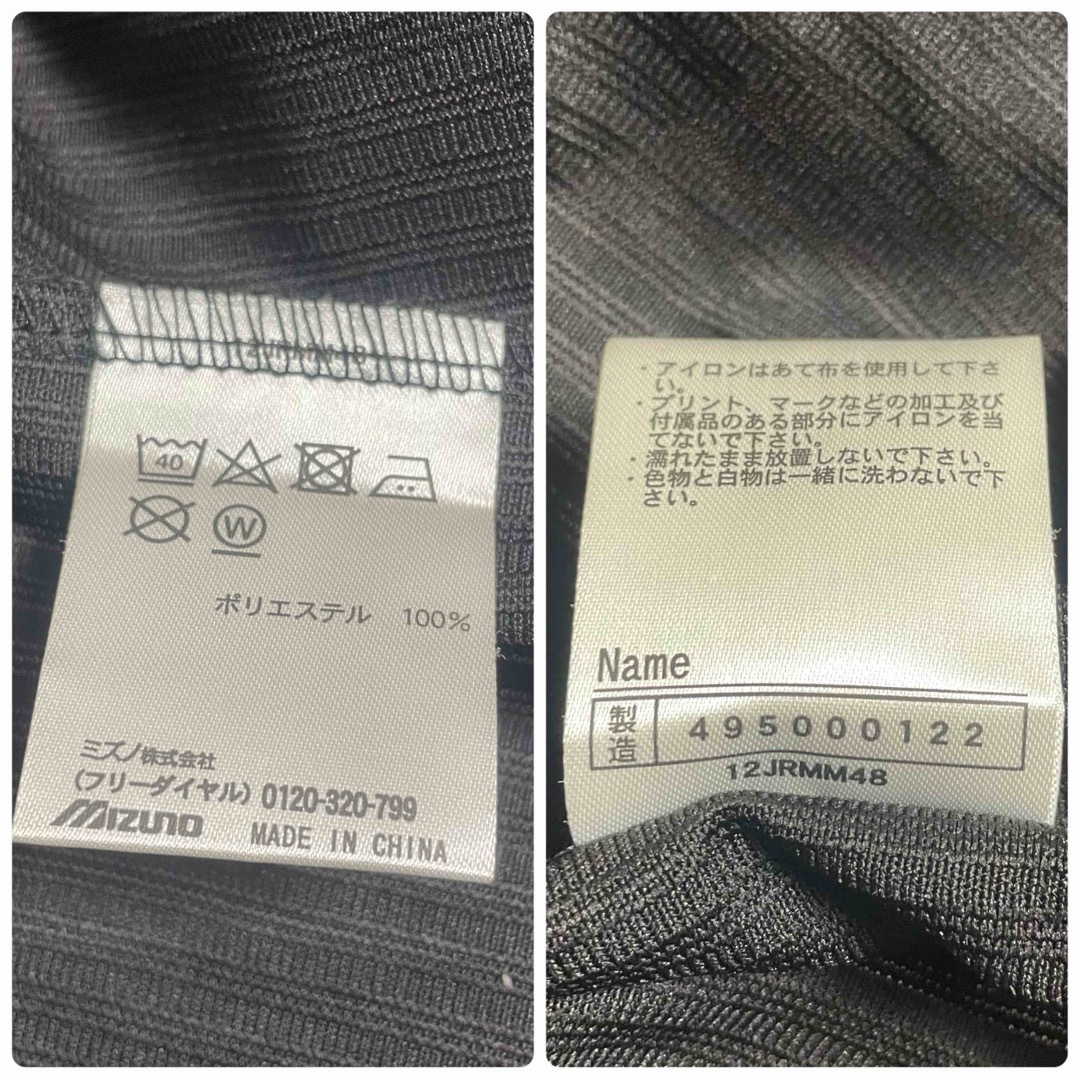 40
W
ポリエステル 100%
ミズノ株式会社
(フリーダイヤル) 0120-320-799
MIZUNO MADE IN CHINA
・アイロンはあて布を使用して下さ
い。
・プリント、マークなどの加工及び
付属品のある部分にアイロンを当
てないで下さい。
・濡れたまま放置しないで下さい。
・色物と白物は一緒に洗わないで下
さい。
Name
製造 495000122
12JRMM48